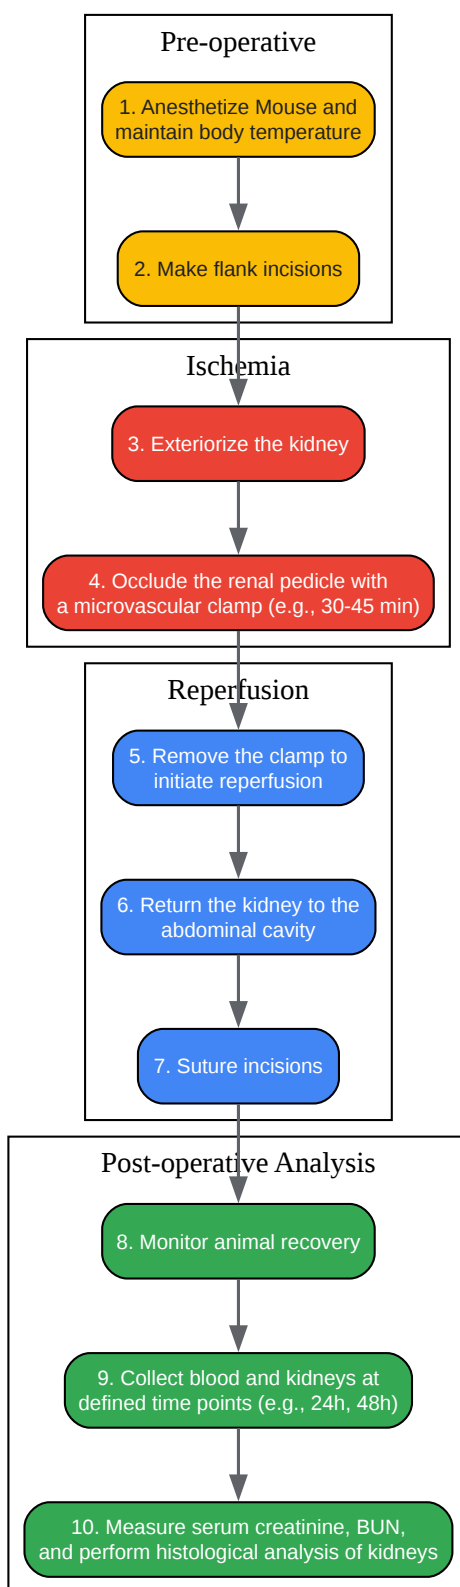 Pre-operative
1. Anesthetize Mouse and
maintain body temperature
2. Make flank incisions
Ischemia
3. Exteriorize the kidney
4. Occlude the renal pedicle with
a microvascular clamp (e.g., 30-45 min)
Reperfusion
5. Remove the clamp to
initiate reperfusion
6. Return the kidney to the
abdominal cavity
7. Suture incisions
Post-operative Analysis
8. Monitor animal recovery
9. Collect blood and kidneys at
defined time points (e.g., 24h, 48h)
10. Measure serum creatinine, BUN,
and perform histological analysis of kidneys